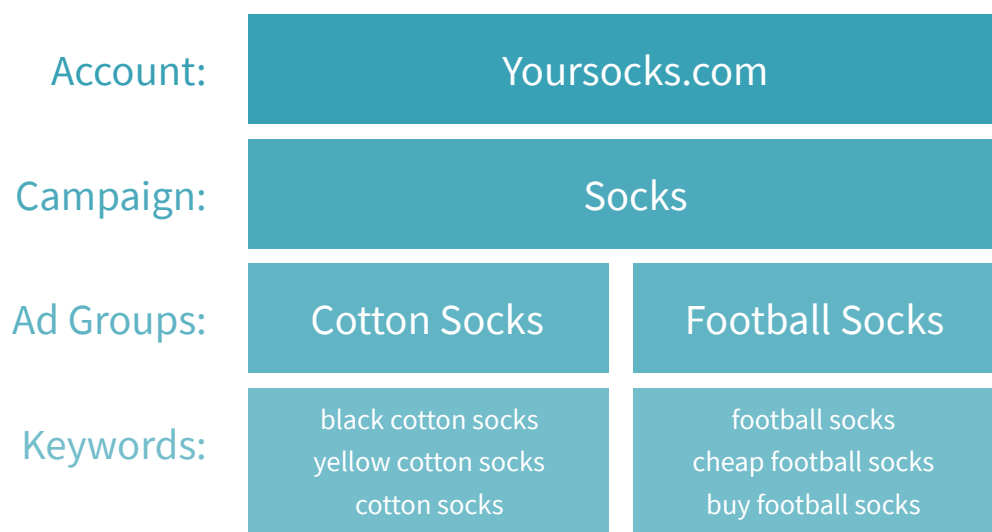 Account:
Yoursocks.com
Campaign:
Socks
Ad Groups:
Cotton Socks
Football Socks
Keywords:
black cotton socks
yellow cotton socks
cotton socks
football socks
cheap football socks
buy football socks